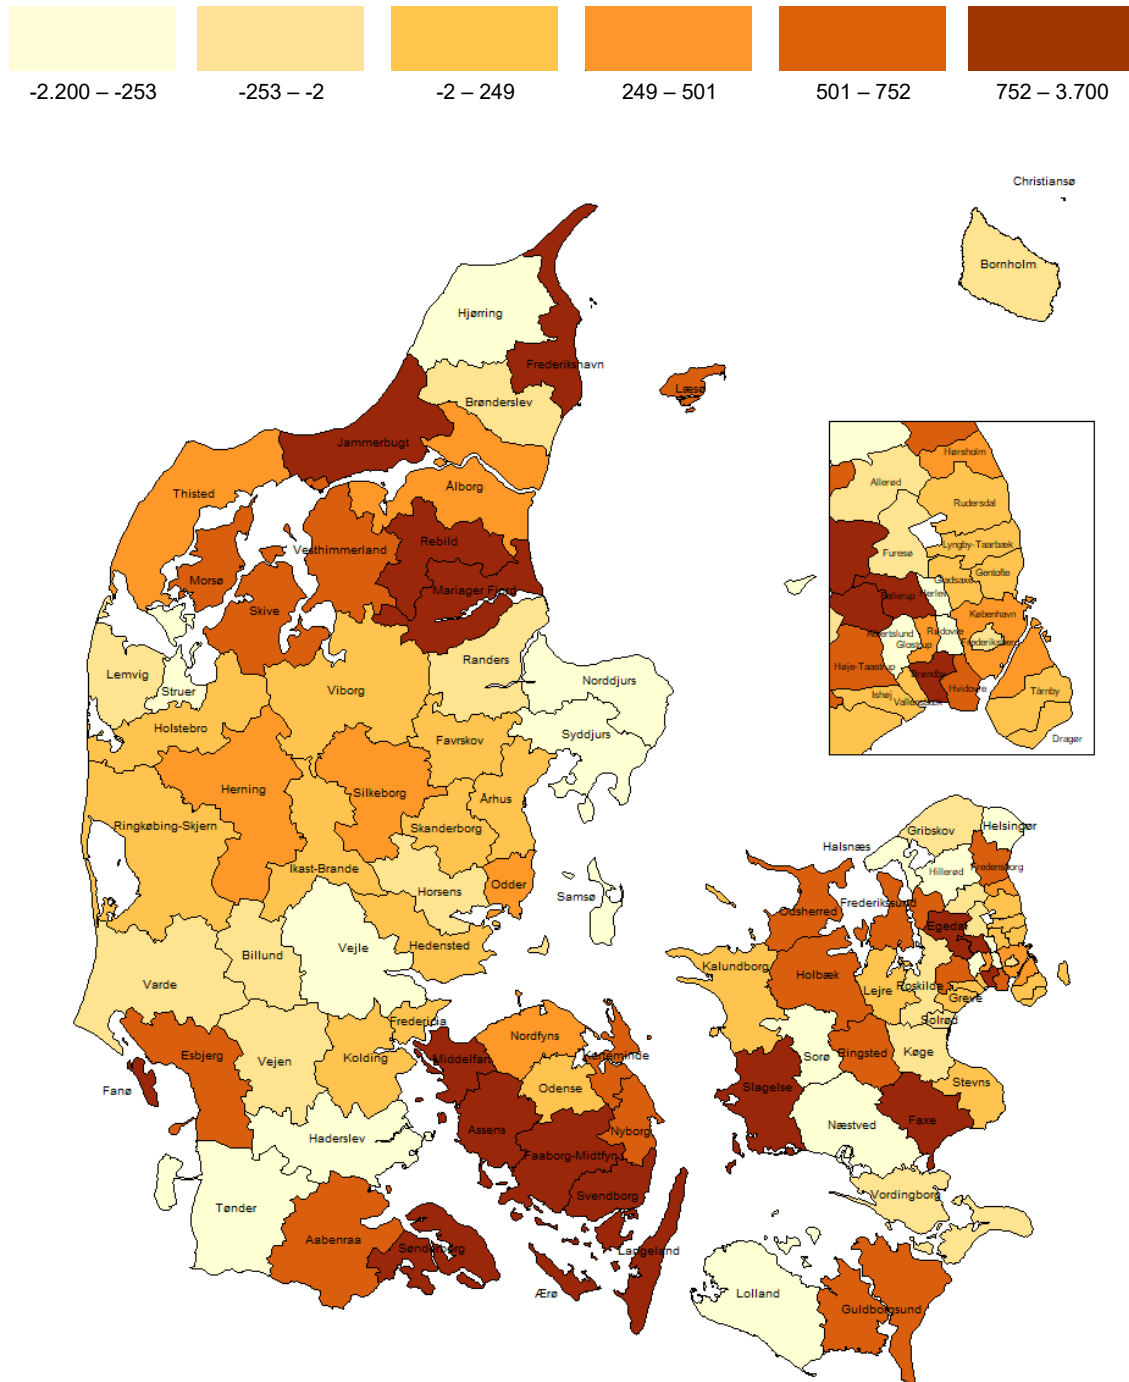 -2.200 – -253
-253 – -2
-2 – 249
249 – 501
501 – 752
752 – 3.700
Christiansø
Bornholm
Hjørring
Frederikshavn
Læsø
Brønderslev
Jammerbugt
Hørsholm
Allerød
Ålborg
Thisted
Rudersdal
Rebild
Vesthimmerland
Lyngby-Taarbæk
Furesø
Gentofte
Gladsaxe
Morsø
Mariager Fjord
Ballerup
Herlev
Skive
København
Albertslund
Rødovre
Glostrup
Frederiksberg
Randers
Høje-Taastrup
Brøndby
Lemvig
Norddjurs
Struer
Viborg
Hvidovre
Tårnby
Ishøj
Vallensbæk
Holstebro
Syddjurs
Favrskov
Dragør
Herning
Silkeborg
Århus
Ringkøbing-Skjern
Skanderborg
Helsingør
Gribskov
Halsnæs
Ikast-Brande
Fredensborg
Hillerød
Odder
Horsens
Samsø
Frederikssund
Odsherred
Egedal
Vejle
Hedensted
Billund
Kalundborg
Holbæk
Varde
Lejre
Roskilde
Greve
Solrød
Fredericia
Nordfyns
Esbjerg
Vejen
Kolding
Middelfart
Kerteminde
Sorø
Ringsted
Køge
Odense
Stevns
Slagelse
Fanø
Faxe
Næstved
Assens
Nyborg
Haderslev
Faaborg-Midtfyn
Svendborg
Vordingborg
Tønder
Aabenraa
Sønderborg
Langeland
Ærø
Lolland
Guldborgsund